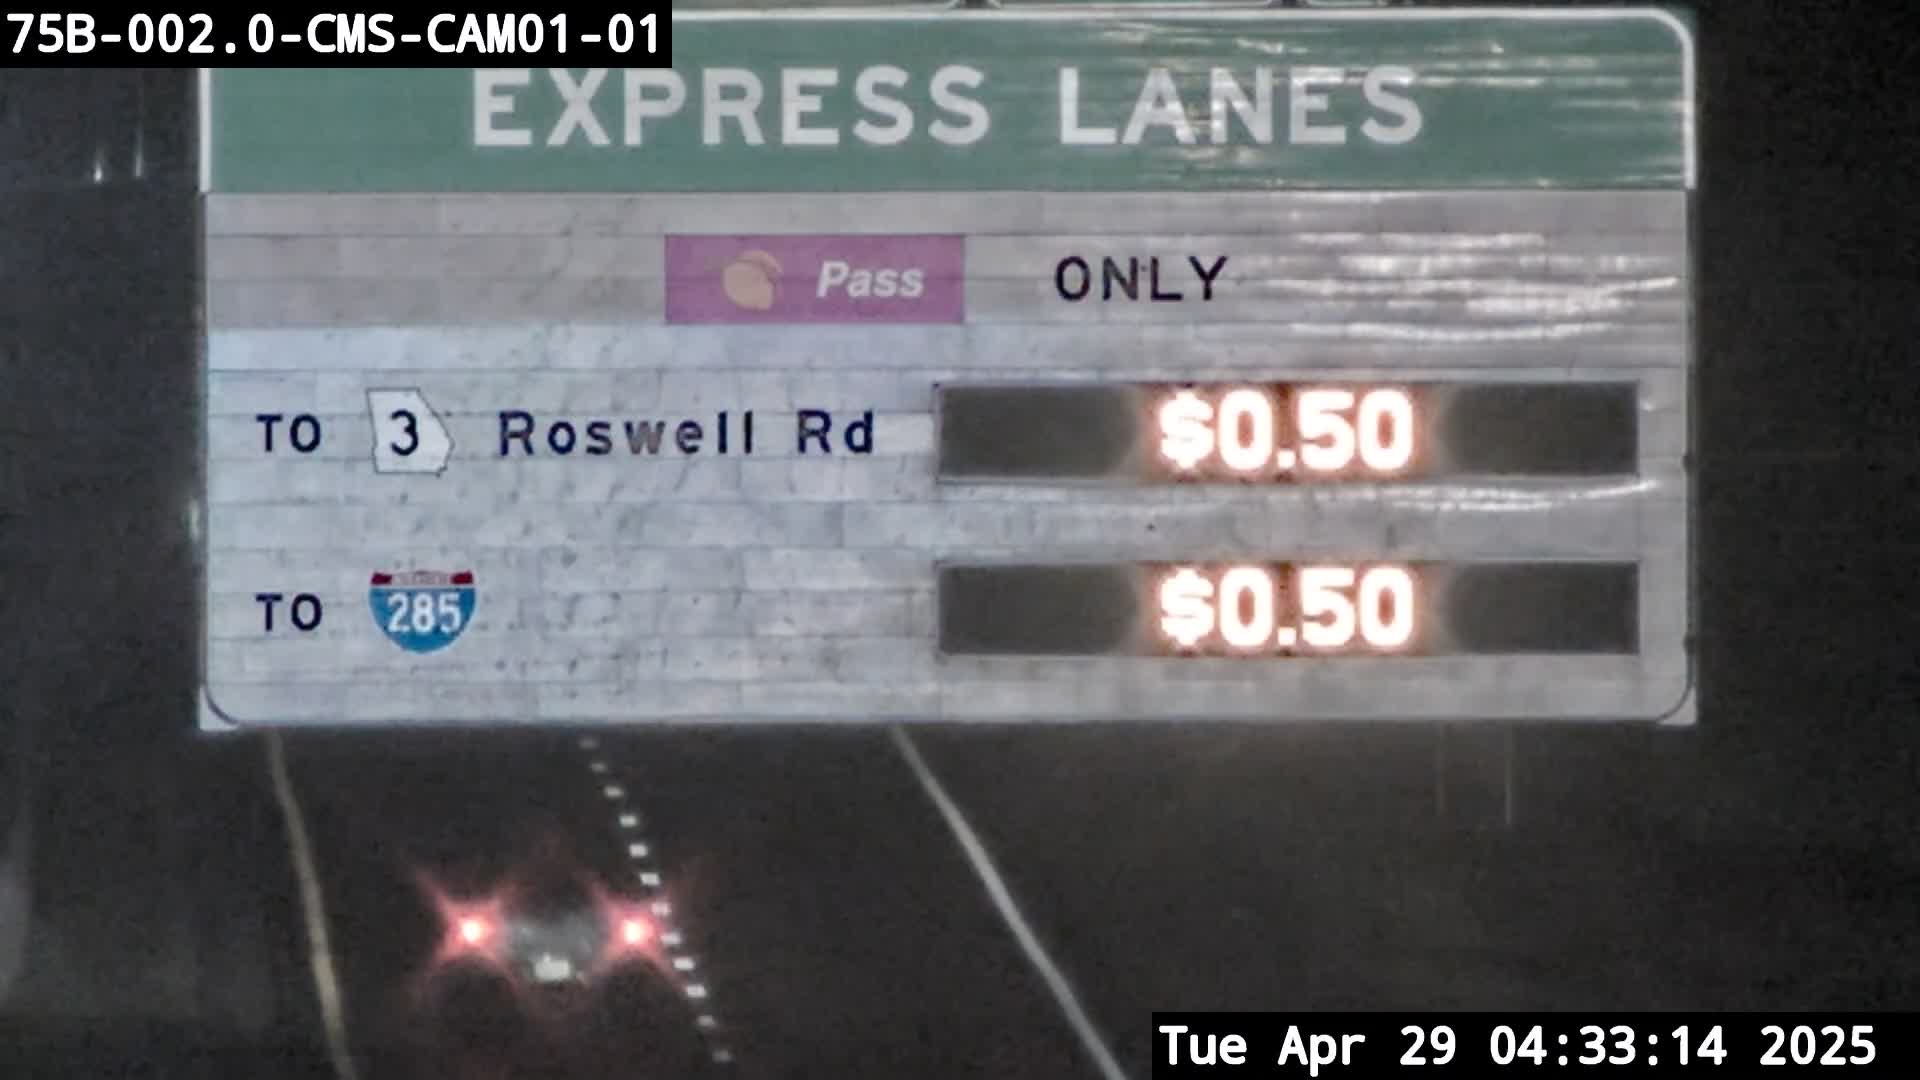 75B-002.0-CMS-CAM01-01
EXPRESS LANES
Pass ONLY
TO 3 Roswell Rd $0.50
TO 285 $0.50
Tue Apr 29 04:33:14 2025